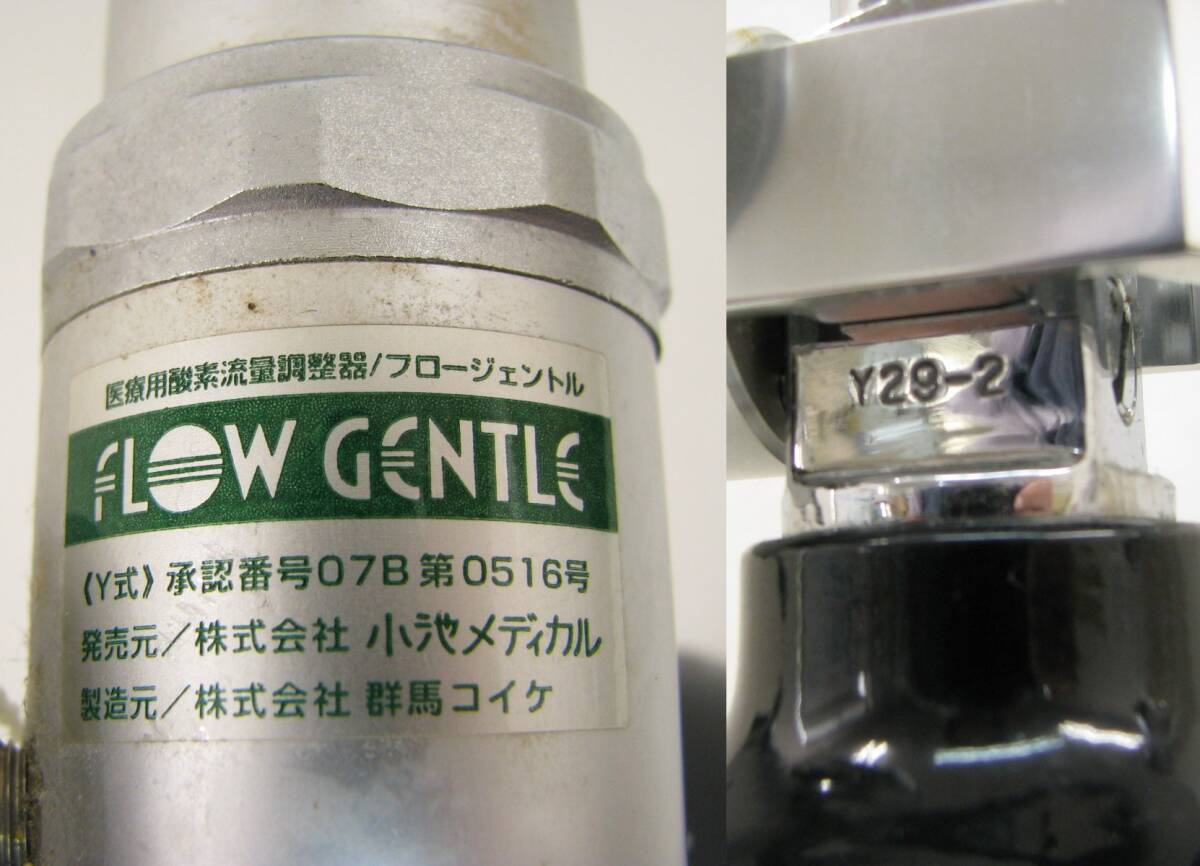 医療用酸素流量調整器/フロージェントル
FLOW GENTLE
《Y式》承認番号07B第0516号
発売元／株式会社 小池メディカル
製造元／株式会社 群馬コイケ
Y29-2